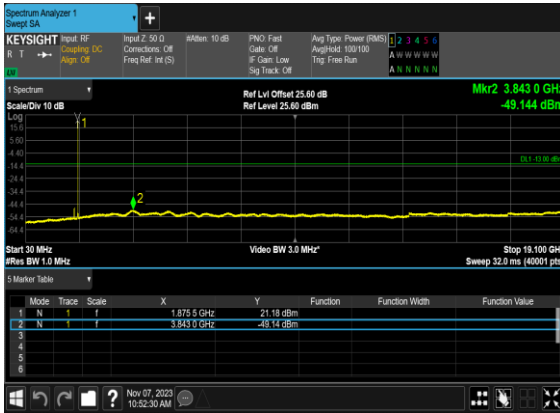 Spectrum Analyzer 1
Swept SA
+
KEYSIGHT Input: RF Input Z: 50 Ω #Atten: 10 dB PNO: Fast Avg Type: Power (RMS) 1 2 3 4 5 6
R T Coupling: DC Corrections: Off Gate: Off Avg|Hold: 100/100 A W W W W W
Align: Off Freq Ref: Int (S) IF Gain: Low Trig: Free Run
Sig Track: Off A N N N N N
1 Spectrum
Ref Lvl Offset 25.60 dB Mkr2 3.843 0 GHz
Scale/Div 10 dB Ref Level 25.60 dBm -49.144 dBm
Log
15.6
5.60
-4.40
-14.4
-24.4
-34.4
-44.4
-54.4
-64.4
1
DL1 -13.00 dBm
2
Start 30 MHz Video BW 3.0 MHz* Stop 19.100 GHz
#Res BW 1.0 MHz Sweep 32.0 ms (40001 pts)
5 Marker Table
Mode Trace Scale X Y Function Function Width Function Value
1 N 1 f 1.875 5 GHz 21.18 dBm
2 N 1 f 3.843 0 GHz -49.14 dBm
3
4
5
6
? Nov 07, 2023
10:52:30 AM